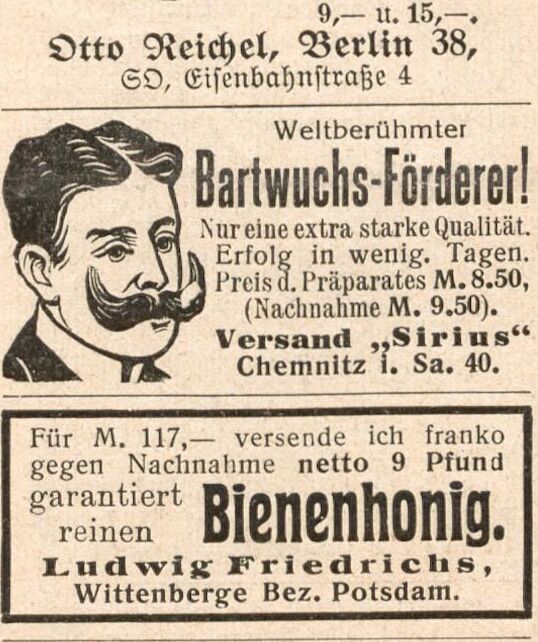 9,— u. 15,—.
Otto Reichel, Berlin 38,
SO, Eisenbahnstraße 4
Weltberühmter
Bartwuchs-Förderer!
Nur eine extra starke Qualität.
Erfolg in wenig. Tagen.
Preis d. Präparates M. 8.50,
(Nachnahme M. 9.50).
Versand „Sirius“
Chemnitz i. Sa. 40.
Für M. 117,— versende ich franko
gegen Nachnahme netto 9 Pfund
garantiert
reinen Bienenhonig.
Ludwig Friedrichs,
Wittenberge Bez. Potsdam.